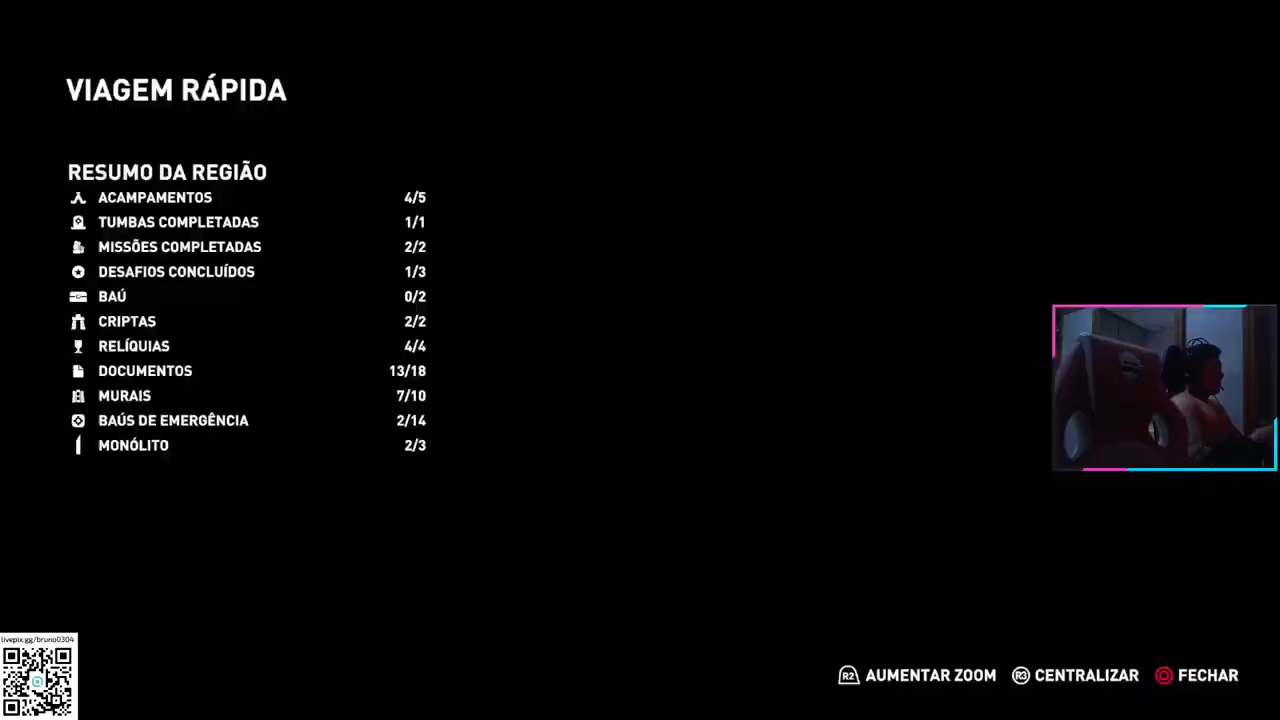 VIAGEM RÁPIDA
RESUMO DA REGIÃO
ACAMPAMENTOS 4/5
TUMBAS COMPLETADAS 1/1
MISSÕES COMPLETADAS 2/2
DESAFIOS CONCLUÍDOS 1/3
BAÚ 0/2
CRIPTAS 2/2
RELÍQUIAS 4/4
DOCUMENTOS 13/18
MURAIS 7/10
BAÚS DE EMERGÊNCIA 2/14
MONÓLITO 2/3
livepix.gg/bruno0304
R2 AUMENTAR ZOOM R3 CENTRALIZAR FECHAR